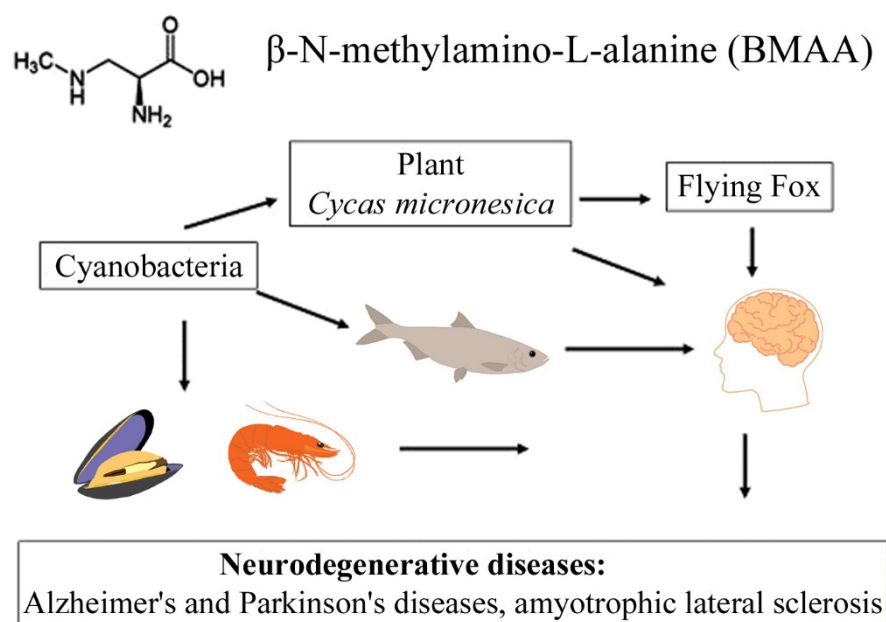 β-N-methylamino-L-alanine (BMAA)
H₃C
N
H
O
OH
NH₂
Plant
Cycas micronesica
Flying Fox
Cyanobacteria
Neurodegenerative diseases:
Alzheimer's and Parkinson's diseases, amyotrophic lateral sclerosis